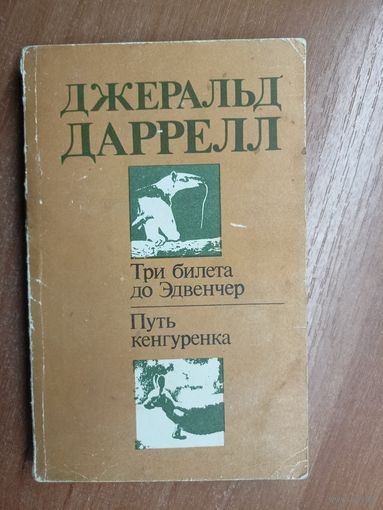 ДЖЕРАЛЬД
ДАРРЕЛЛ
Три билета
до Эдвенчер
Путь
кенгуренка